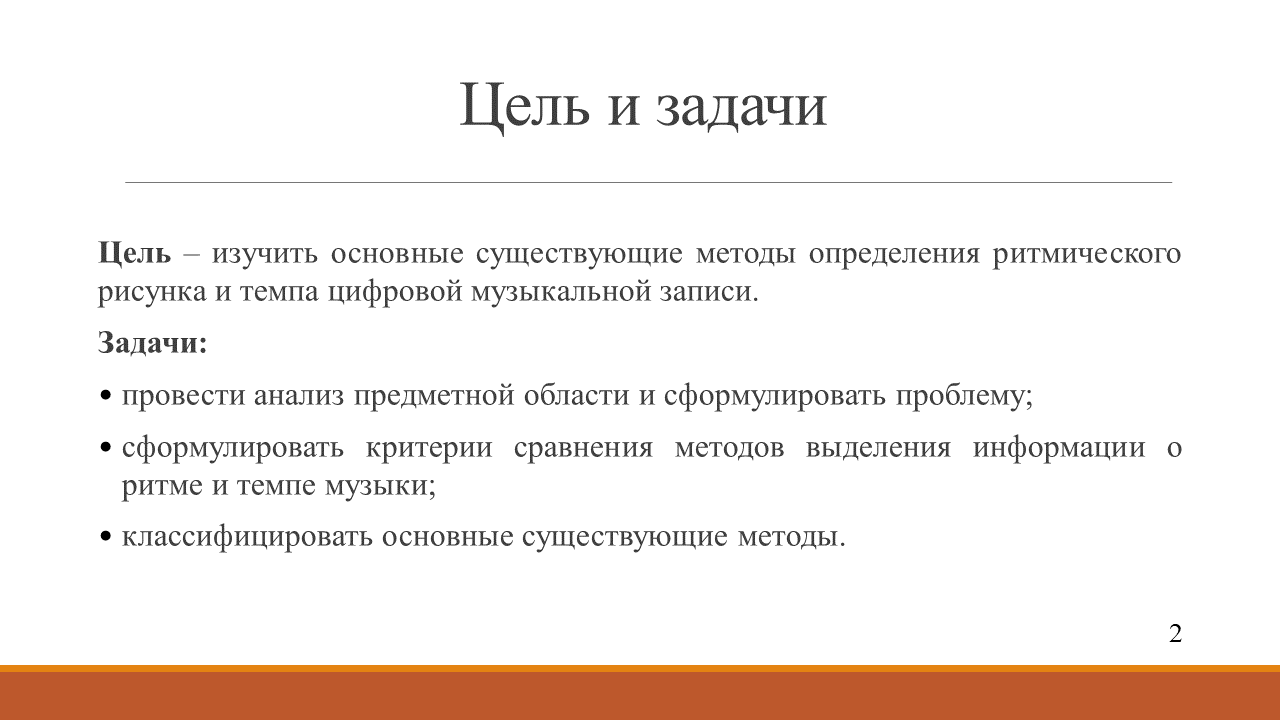 Цель и задачи
Цель – изучить основные существующие методы определения ритмического
рисунка и темпа цифровой музыкальной записи.
Задачи:
• провести анализ предметной области и сформулировать проблему;
• сформулировать критерии сравнения методов выделения информации о
ритме и темпе музыки;
• классифицировать основные существующие методы.
2